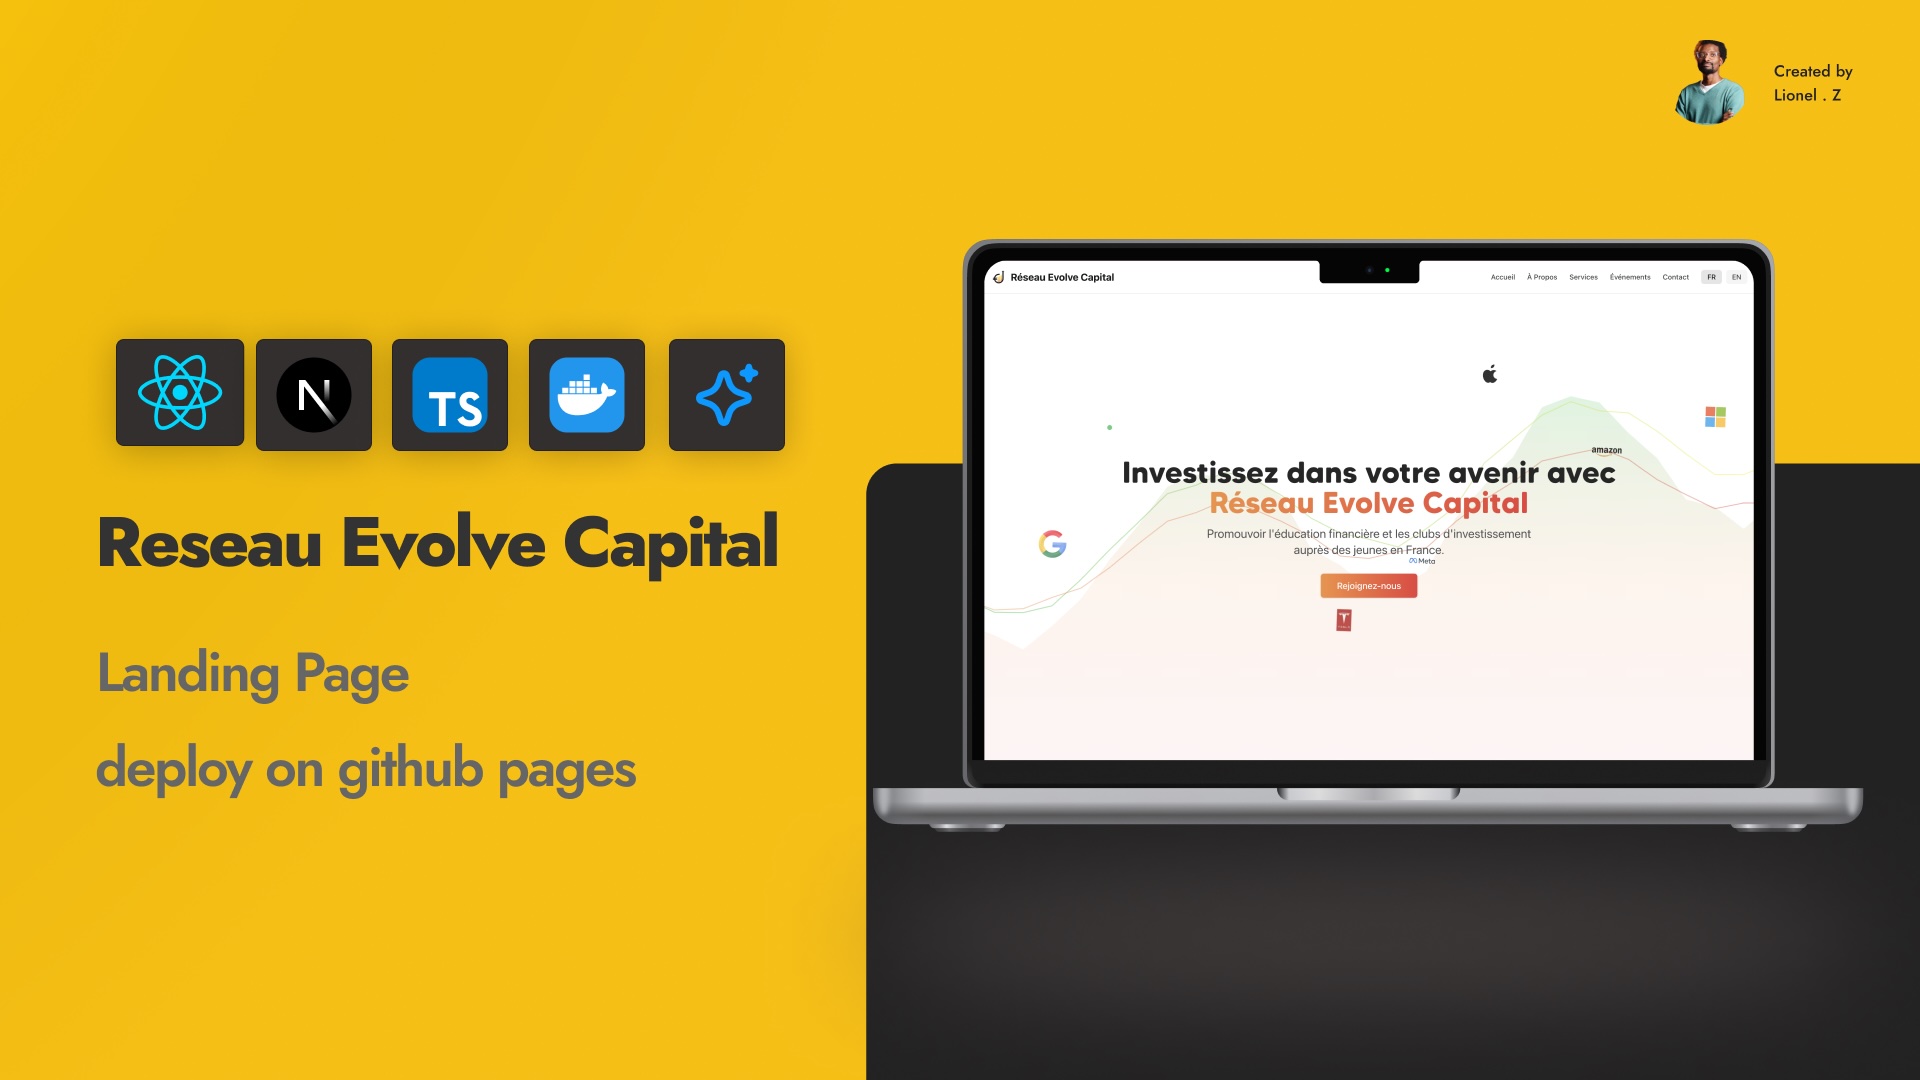 Created by
Lionel . Z
TS
Reseau Evolve Capital
Landing Page
deploy on github pages
Réseau Evolve Capital
Accueil À Propos Services Événements Contact FR EN
amazon
Investissez dans votre avenir avec
Réseau Evolve Capital
Promouvoir l'éducation financière et les clubs d'investissement
auprès des jeunes en France.
Meta
Rejoignez-nous